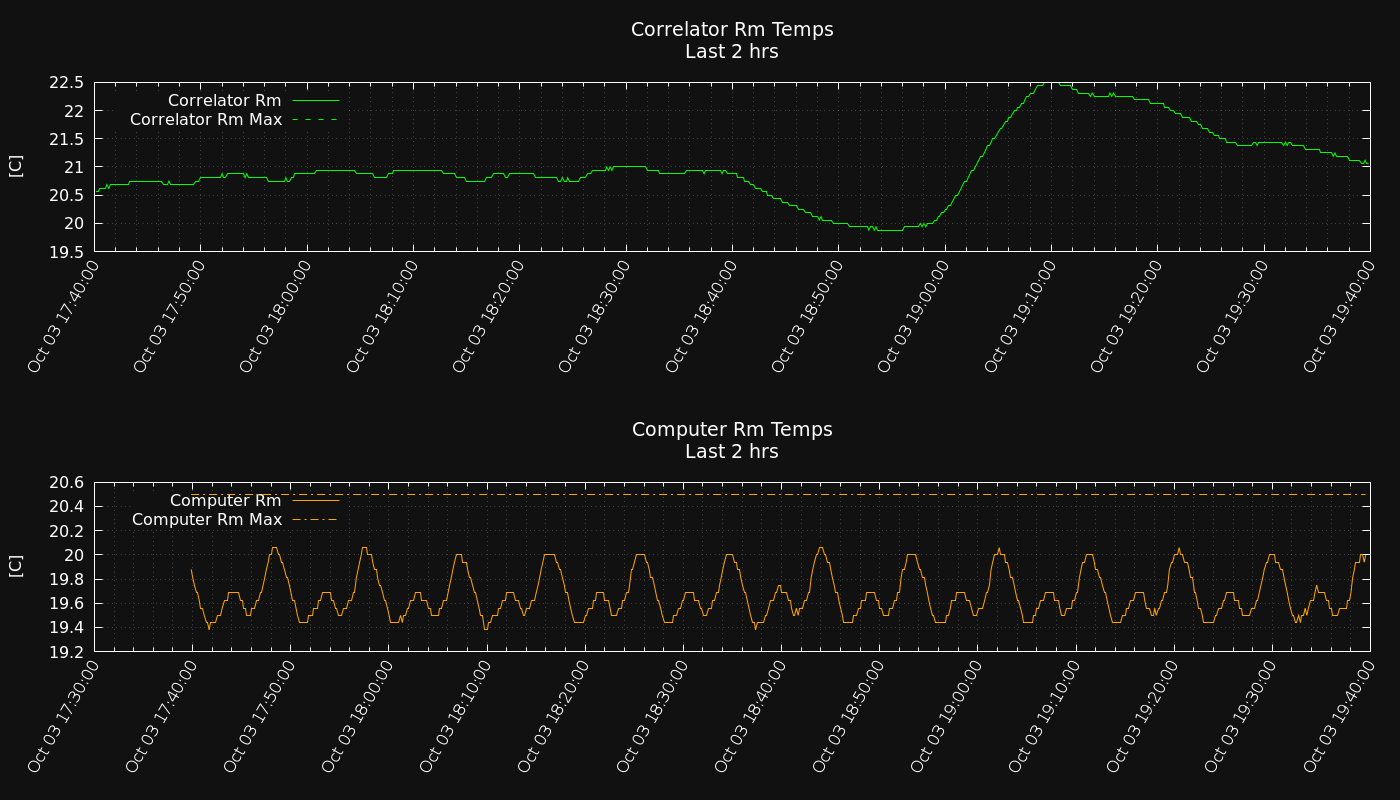 Correlator Rm Temps
Last 2 hrs
22.5
22
21.5
21
20.5
20
19.5
[C]
Correlator Rm
Correlator Rm Max
Oct 03 17:40:00
Oct 03 17:50:00
Oct 03 18:00:00
Oct 03 18:10:00
Oct 03 18:20:00
Oct 03 18:30:00
Oct 03 18:40:00
Oct 03 18:50:00
Oct 03 19:00:00
Oct 03 19:10:00
Oct 03 19:20:00
Oct 03 19:30:00
Oct 03 19:40:00
Computer Rm Temps
Last 2 hrs
20.6
20.4
20.2
20
19.8
19.6
19.4
19.2
[C]
Computer Rm
Computer Rm Max
Oct 03 17:30:00
Oct 03 17:40:00
Oct 03 17:50:00
Oct 03 18:00:00
Oct 03 18:10:00
Oct 03 18:20:00
Oct 03 18:30:00
Oct 03 18:40:00
Oct 03 18:50:00
Oct 03 19:00:00
Oct 03 19:10:00
Oct 03 19:20:00
Oct 03 19:30:00
Oct 03 19:40:00